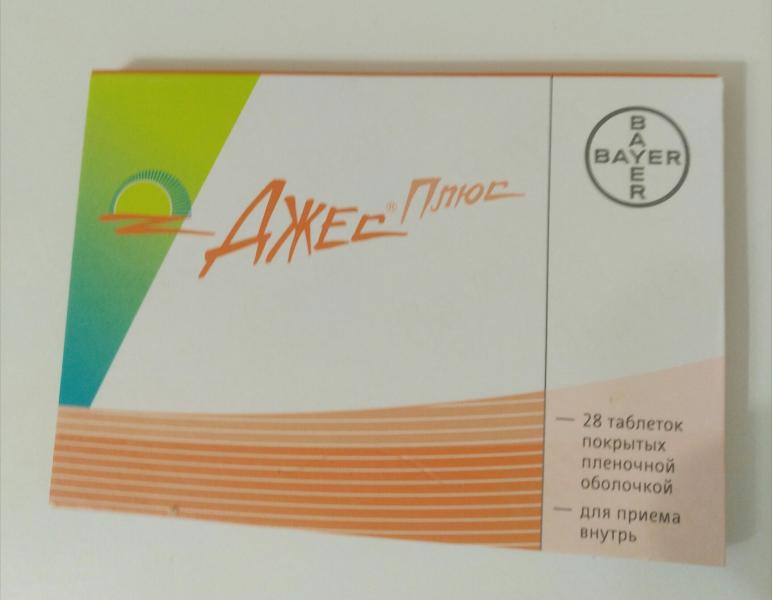 Джес® Плюс
BAYER
BAYER
— 28 таблеток
покрытых
пленочной
оболочкой
— для приема
внутрь